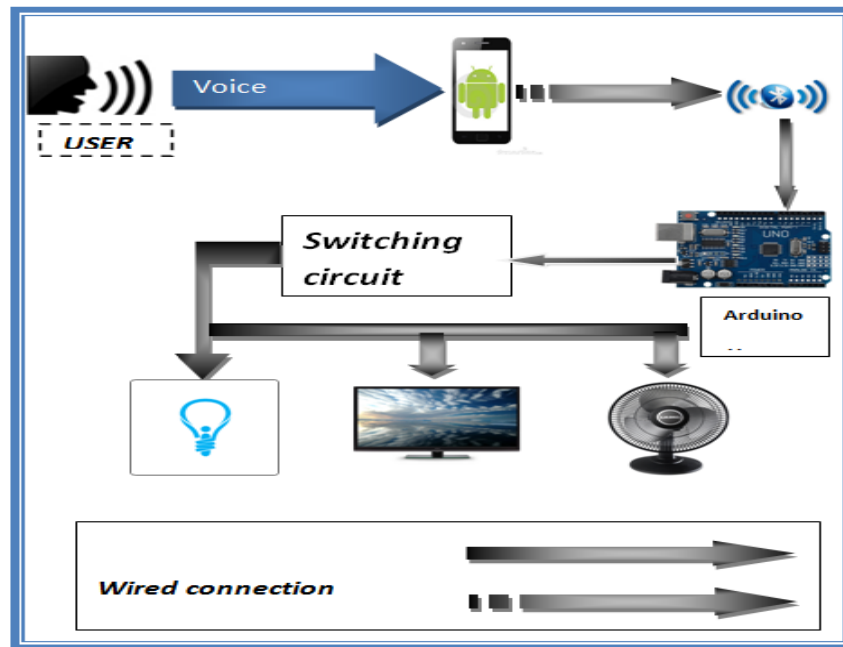 Voice
USER
Switching
circuit
UNO
Arduino
Wired connection